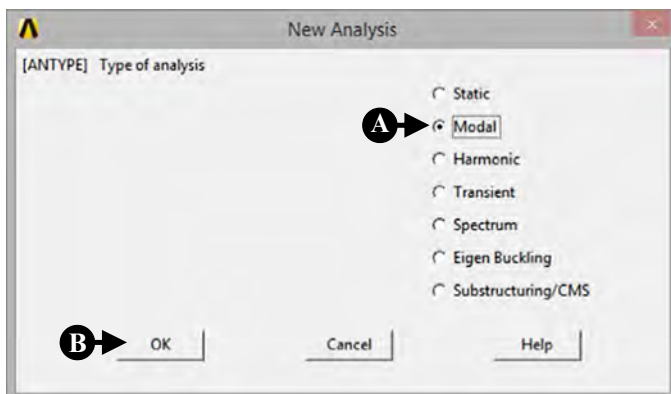 New Analysis
[ANTYPE] Type of analysis
Static
A Modal
Harmonic
Transient
Spectrum
Eigen Buckling
Substructuring/CMS
B OK Cancel Help